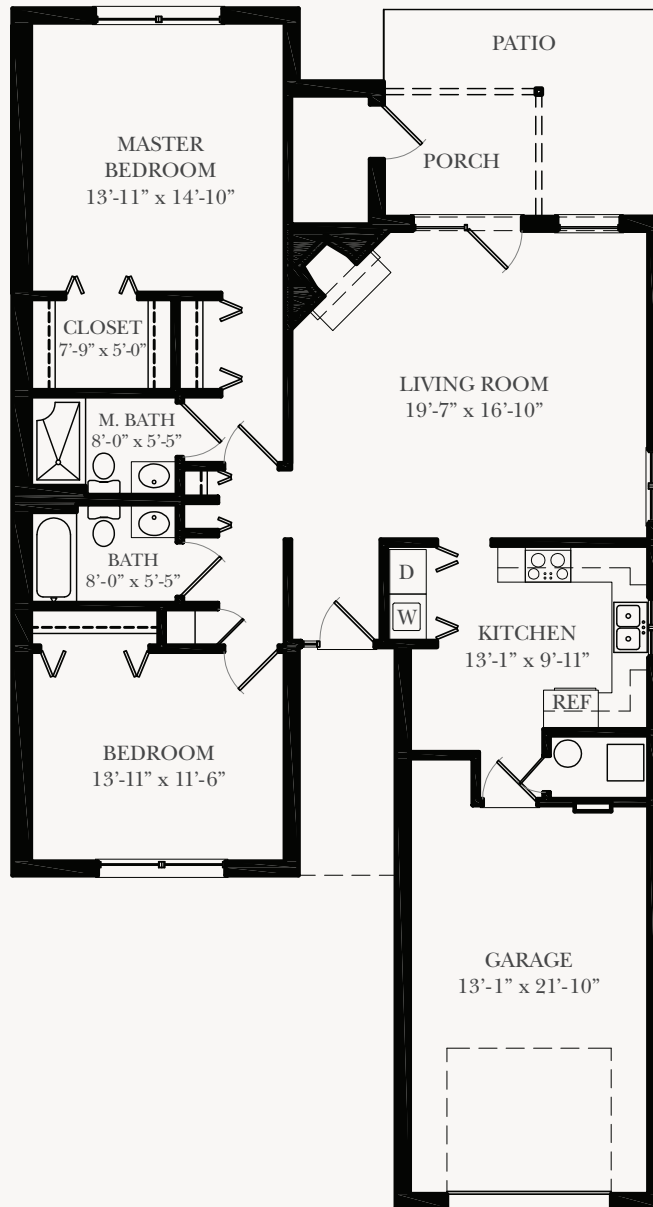 PATIO
MASTER
BEDROOM
13’-11” x 14’-10”
PORCH
CLOSET
7’-9” x 5’-0”
LIVING ROOM
19’-7” x 16’-10”
M. BATH
8’-0” x 5’-5”
BATH
8’-0” x 5’-5”
D
W
KITCHEN
13’-1” x 9’-11”
REF
BEDROOM
13’-11” x 11’-6”
GARAGE
13’-1” x 21’-10”